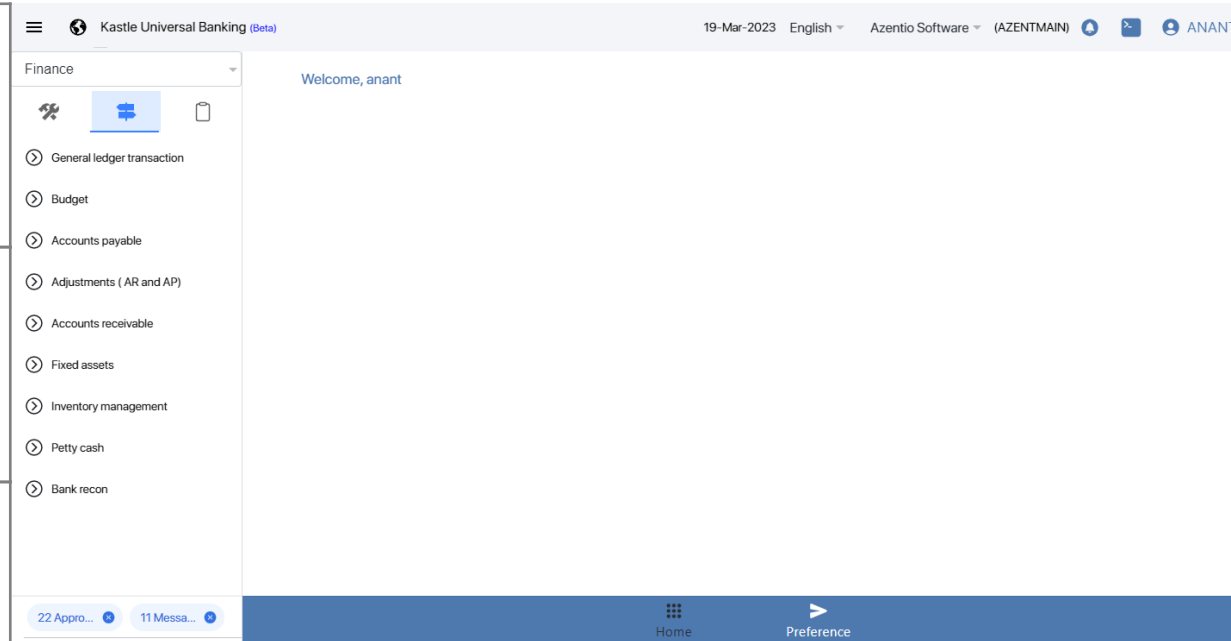 Kastle Universal Banking (Beta)
19-Mar-2023 English Azentio Software (AZENTMAIN) ANANT
Finance
Welcome, anant
General ledger transaction
Budget
Accounts payable
Adjustments ( AR and AP)
Accounts receivable
Fixed assets
Inventory management
Petty cash
Bank recon
22 Appro... 11 Messa...
Home Preference